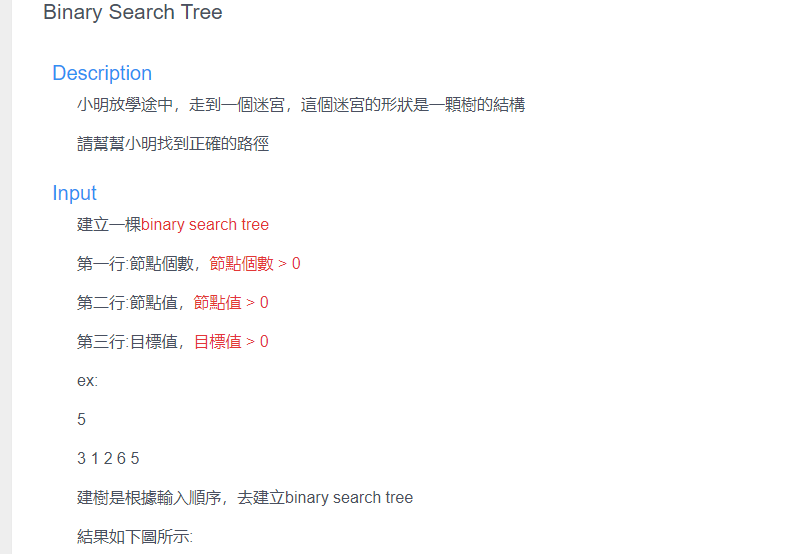 Binary Search Tree
Description
小明放學途中，走到一個迷宮，這個迷宮的形狀是一顆樹的結構
請幫幫小明找到正確的路徑
Input
建立一棵binary search tree
第一行:節點個數，節點個數 > 0
第二行:節點值，節點值 > 0
第三行:目標值，目標值 > 0
ex:
5
3 1 2 6 5
建樹是根據輸入順序，去建立binary search tree
結果如下圖所示: